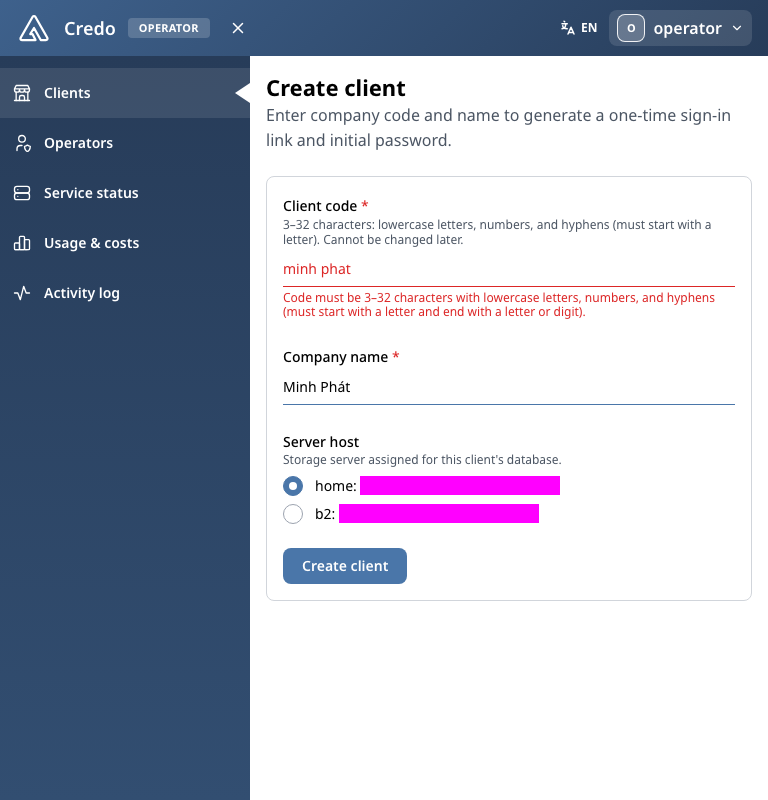 Credo OPERATOR
EN
O operator
Clients
Operators
Service status
Usage & costs
Activity log
Create client
Enter company code and name to generate a one-time sign-in
link and initial password.
Client code *
3–32 characters: lowercase letters, numbers, and hyphens (must start with a
letter). Cannot be changed later.
minh phat
Code must be 3–32 characters with lowercase letters, numbers, and hyphens
(must start with a letter and end with a letter or digit).
Company name *
Minh Phát
Server host
Storage server assigned for this client's database.
home:
b2:
Create client